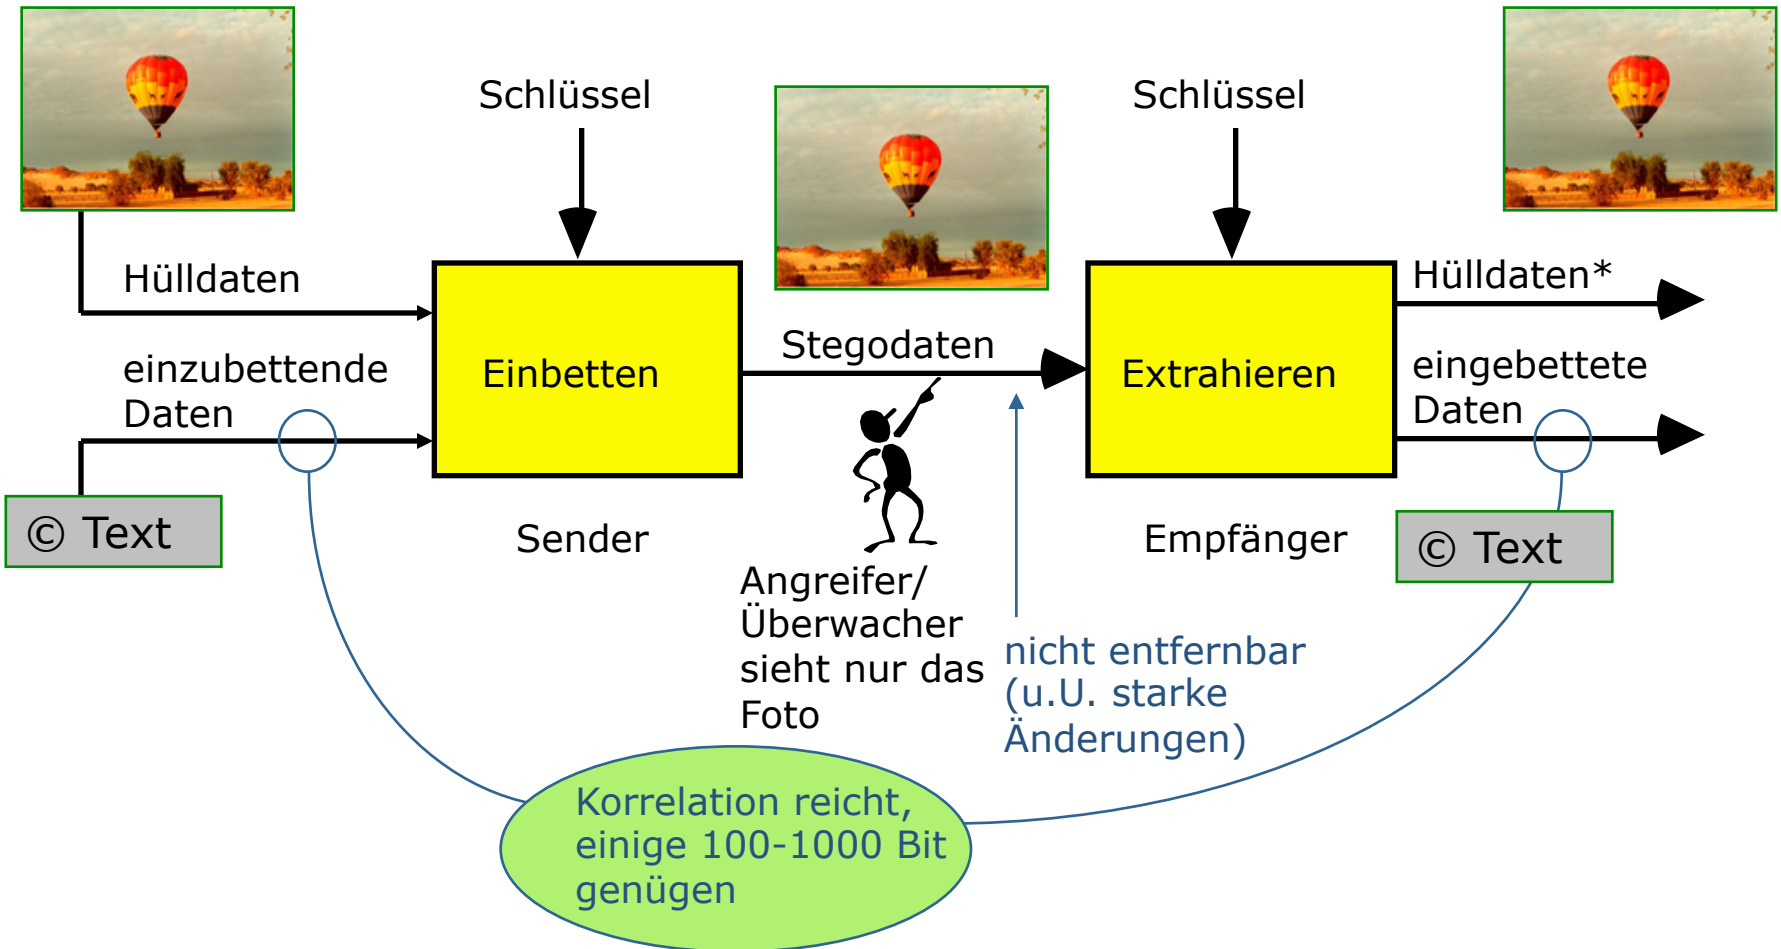 Schlüssel
Schlüssel
Hülldaten
einzubettende
Daten
Einbetten
Stegodaten
Extrahieren
Hülldaten*
eingebettete
Daten
© Text
Sender
Empfänger
© Text
Angreifer/
Überwacher
sieht nur das
Foto
nicht entfernbar
(u.U. starke
Änderungen)
Korrelation reicht,
einige 100-1000 Bit
genügen